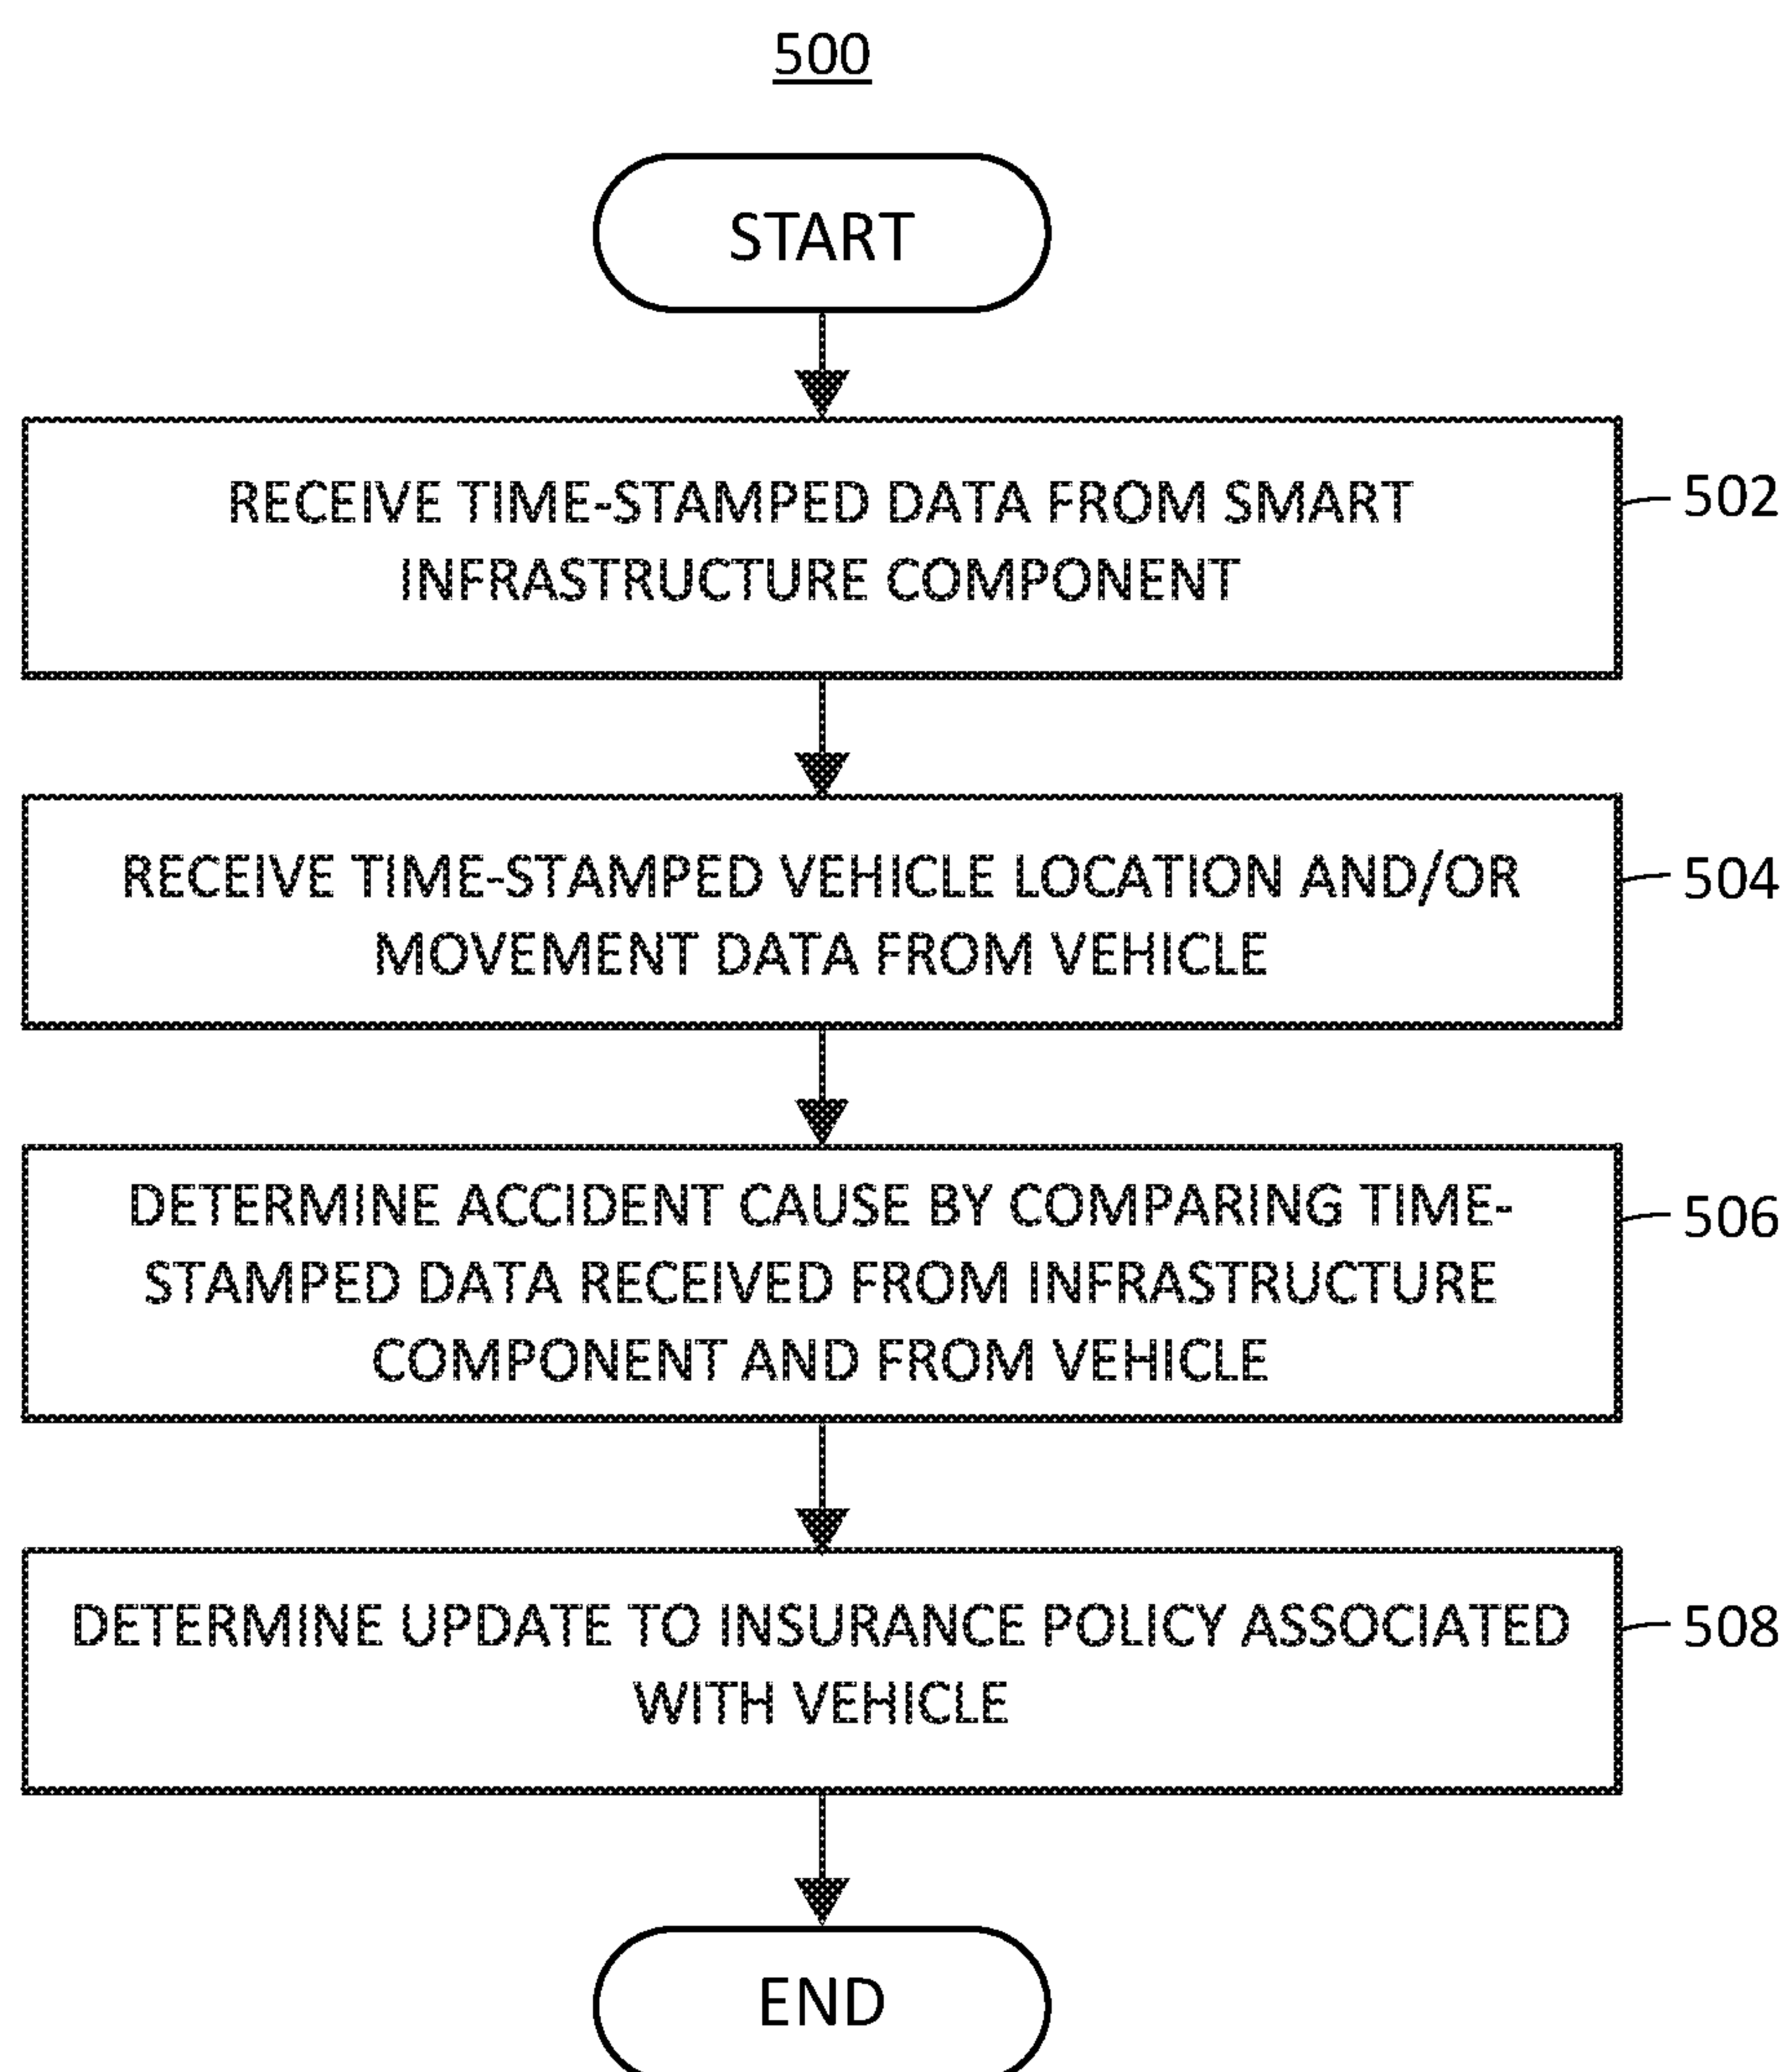 500
START
RECEIVE TIME-STAMPED DATA FROM SMART
INFRASTRUCTURE COMPONENT
502
RECEIVE TIME-STAMPED VEHICLE LOCATION AND/OR
MOVEMENT DATA FROM VEHICLE
504
DETERMINE ACCIDENT CAUSE BY COMPARING TIME-
STAMPED DATA RECEIVED FROM INFRASTRUCTURE
COMPONENT AND FROM VEHICLE
506
DETERMINE UPDATE TO INSURANCE POLICY ASSOCIATED
WITH VEHICLE
508
END